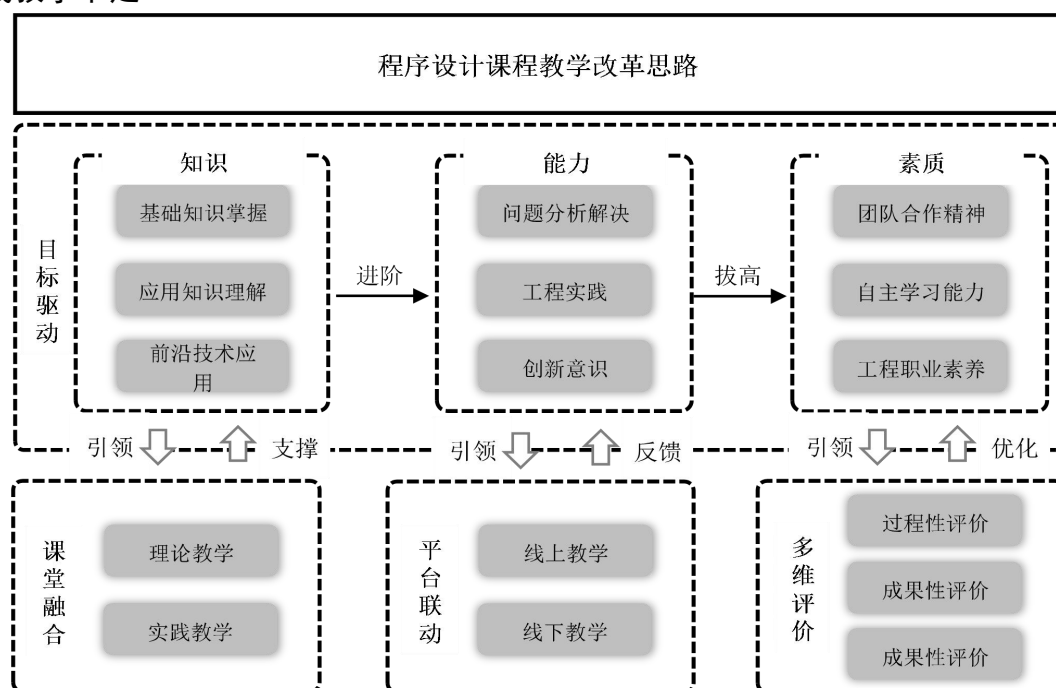 程序设计课程教学改革思路
目标驱动
知识
基础知识掌握
应用知识理解
前沿技术应
用
进阶
能力
问题分析解决
工程实践
创新意识
拔高
素质
团队合作精神
自主学习能力
工程职业素养
引领
支撑
引领
反馈
引领
优化
课堂融合
理论教学
实践教学
平台联动
线上教学
线下教学
多维评价
过程性评价
成果性评价
成果性评价